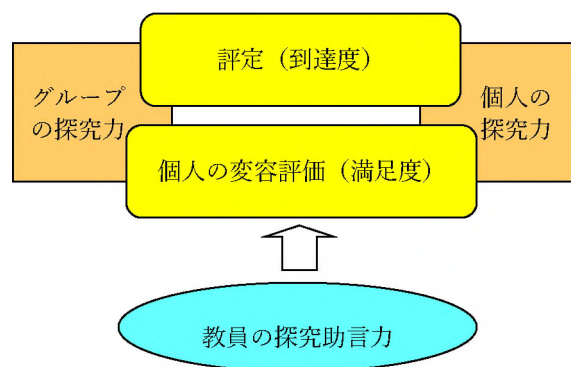 評定（到達度）
グループ
の探究力
個人の
探究力
個人の変容評価（満足度）
教員の探究助言力